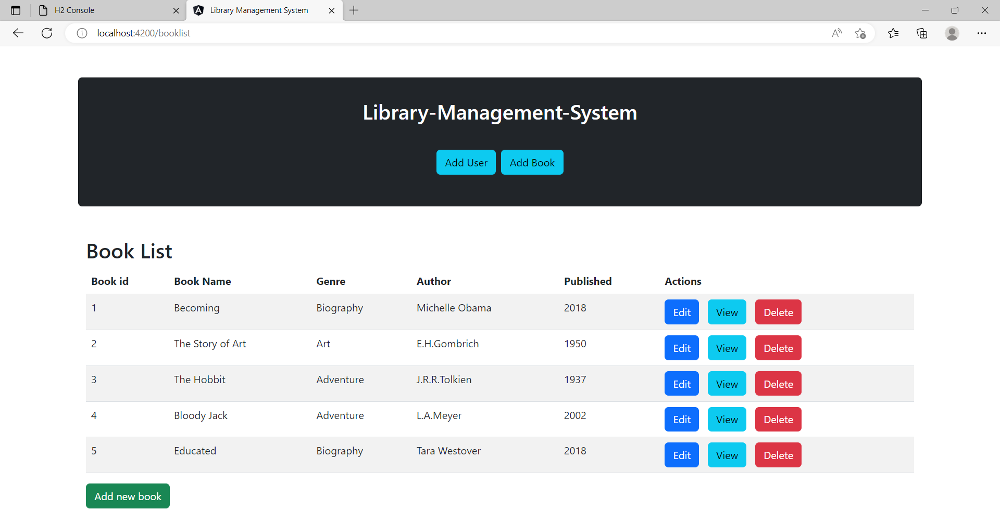 H2 Console Library Management System
localhost:4200/booklist
Library-Management-System
Add User Add Book
Book List
Book id Book Name Genre Author Published Actions
1 Becoming Biography Michelle Obama 2018 Edit View Delete
2 The Story of Art Art E.H.Gombrich 1950 Edit View Delete
3 The Hobbit Adventure J.R.R.Tolkien 1937 Edit View Delete
4 Bloody Jack Adventure L.A.Meyer 2002 Edit View Delete
5 Educated Biography Tara Westover 2018 Edit View Delete
Add new book